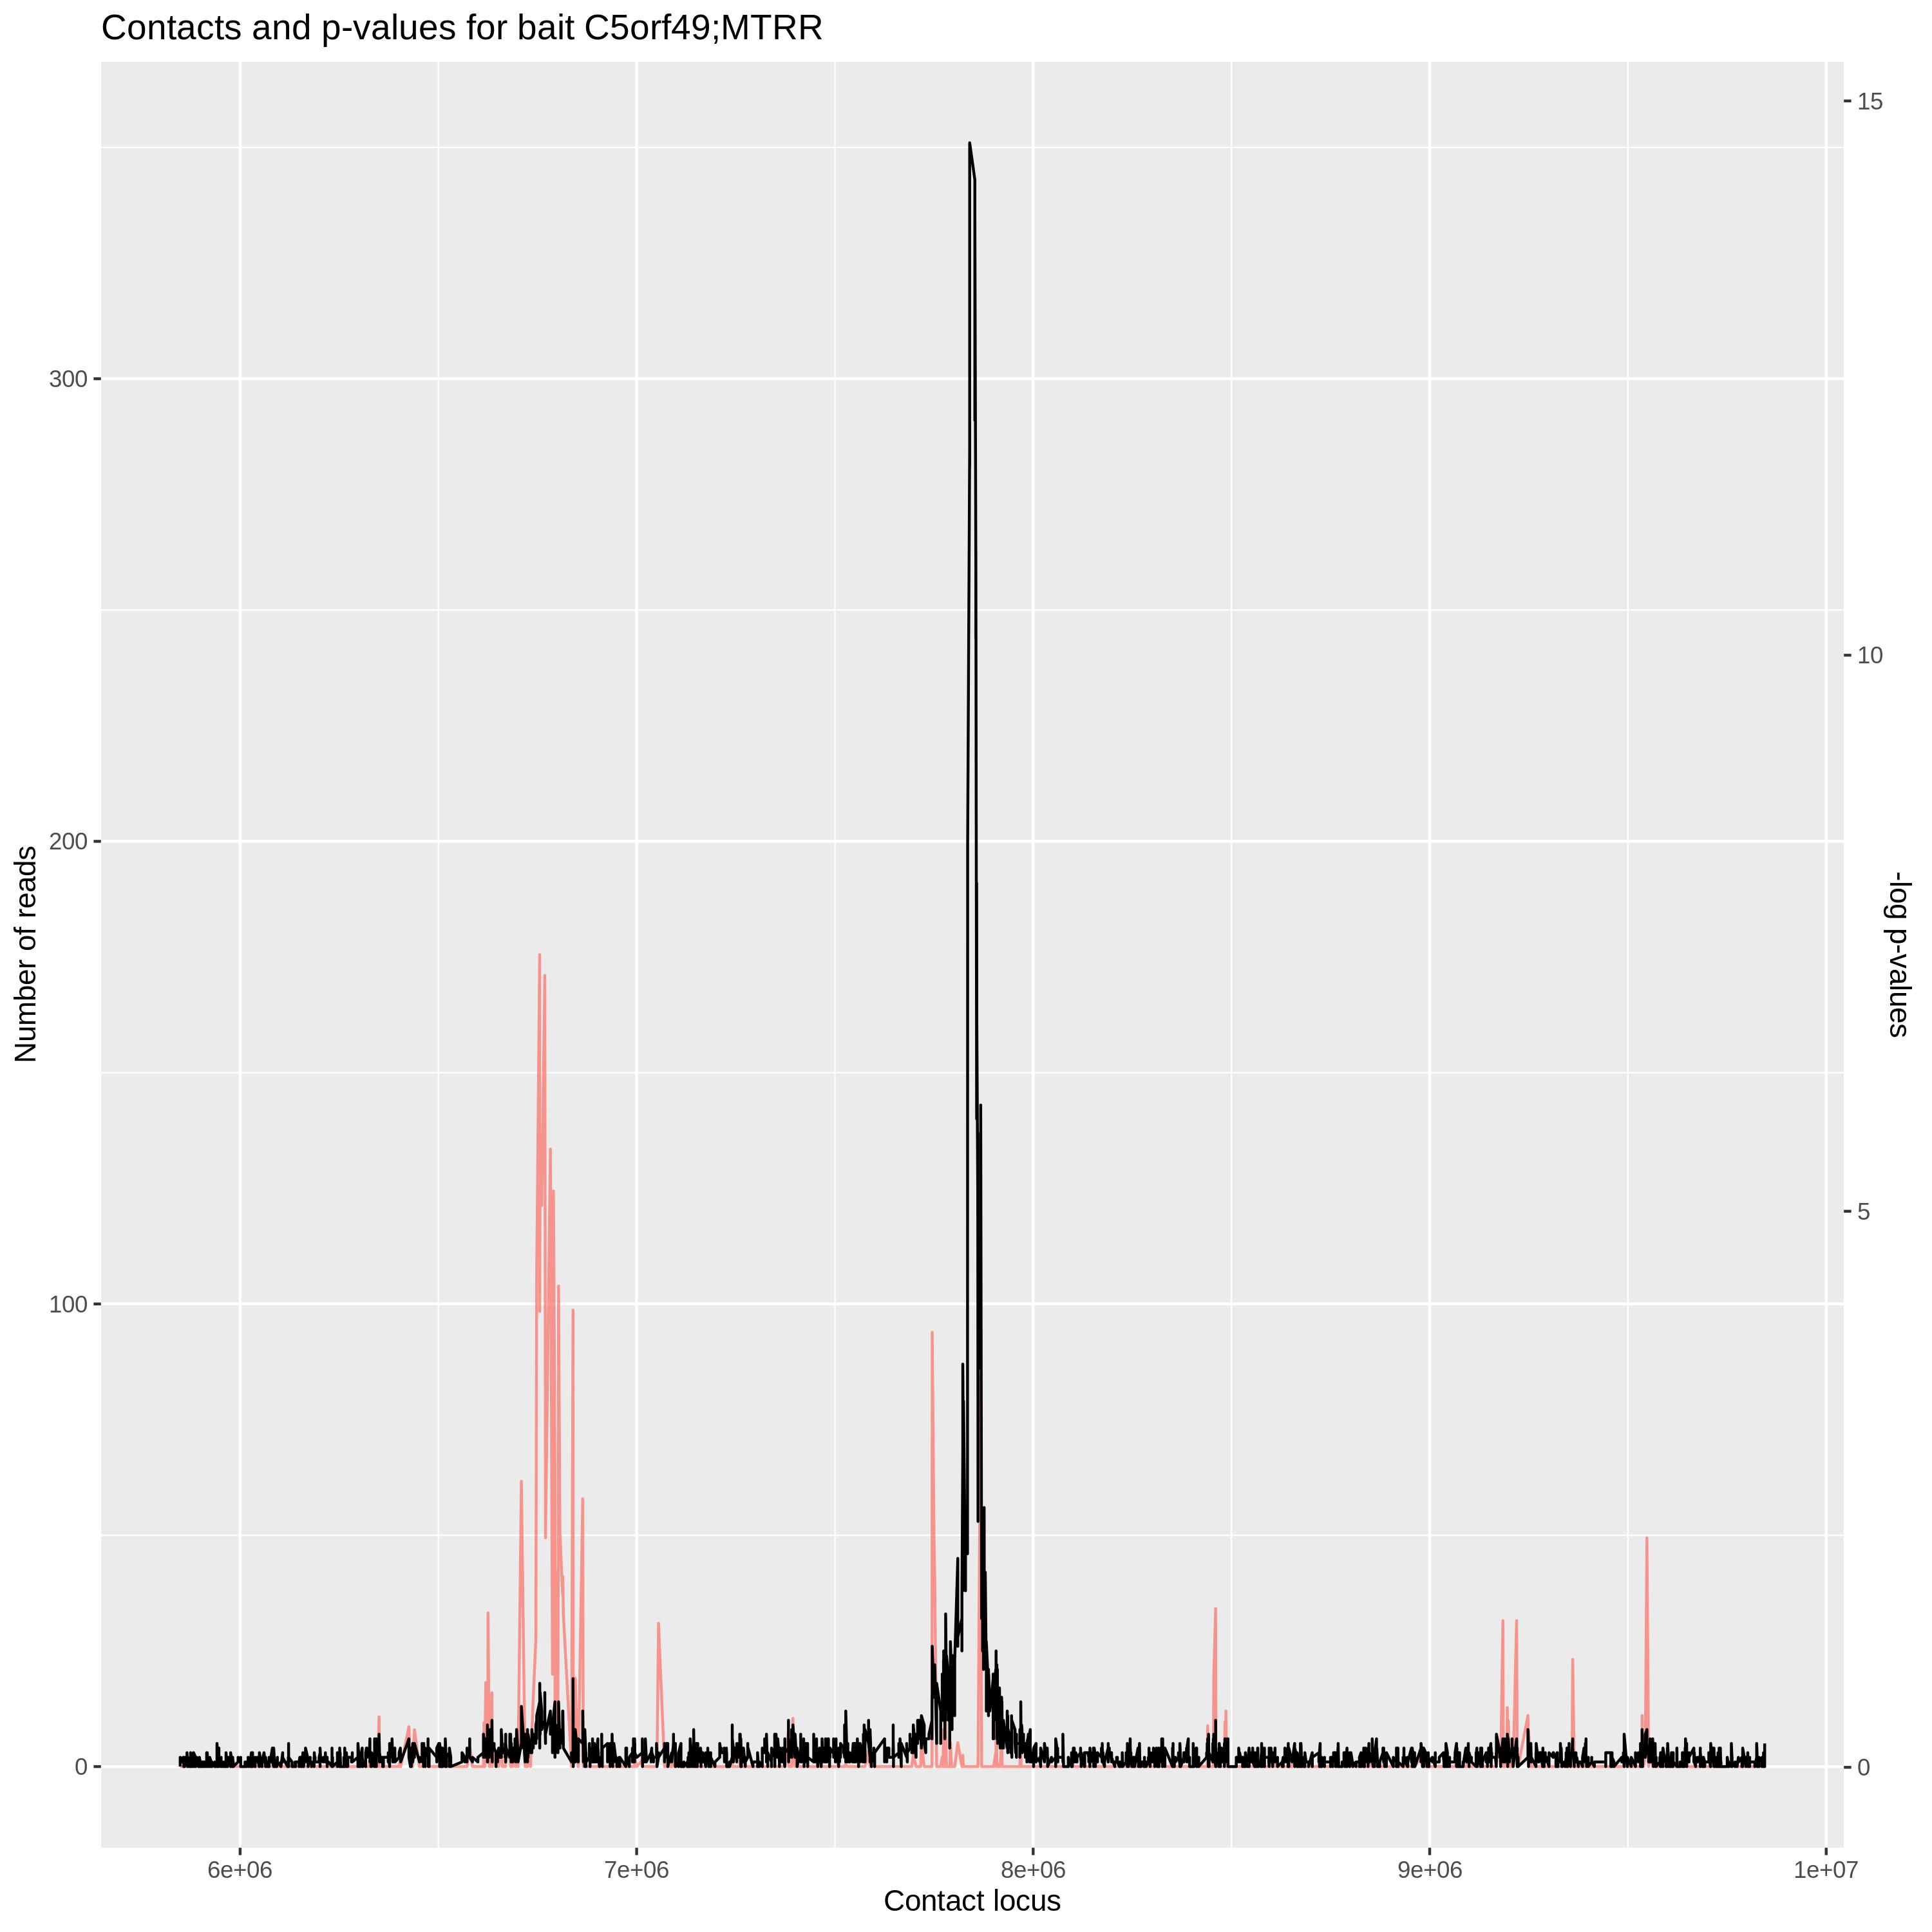 Contacts and p-values for bait C5orf49;MTRR
Number of reads
300
200
100
0
15
10
5
0
-log p-values
6e+06 7e+06 8e+06 9e+06 1e+07
Contact locus